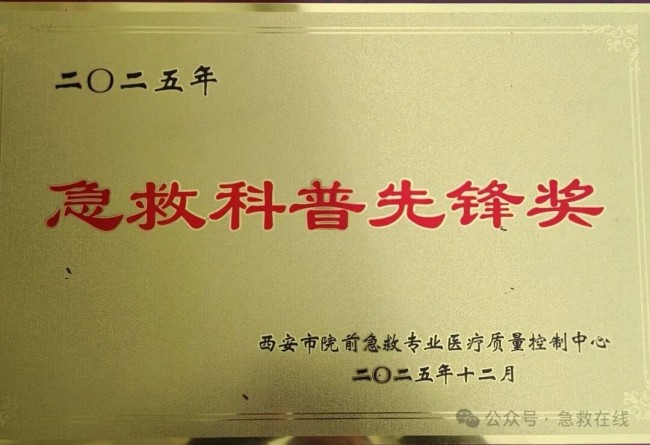 二〇二五年
急救科普先锋奖
西安市院前急救专业医疗质量控制中心
二〇二五年十二月
公众号·急救在线